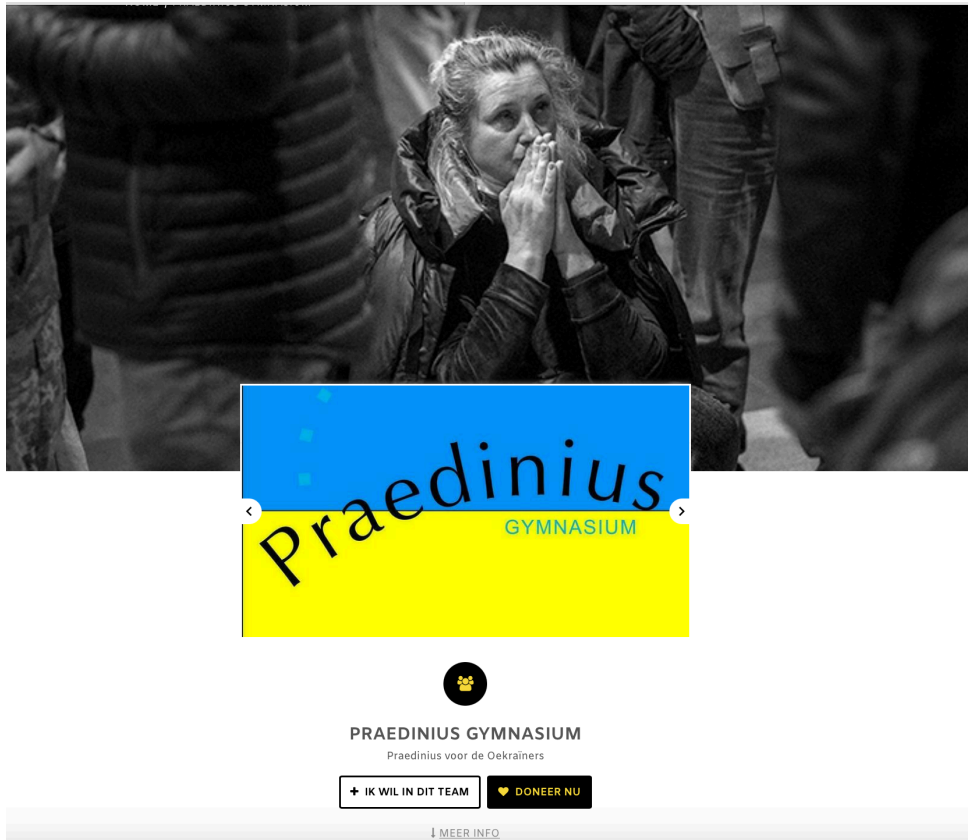 Praedinius
GYMNASIUM
PRAEDINIUS GYMNASIUM
Praedinius voor de Oekraïners
IK WIL IN DIT TEAM
DONEER NU
MEER INFO